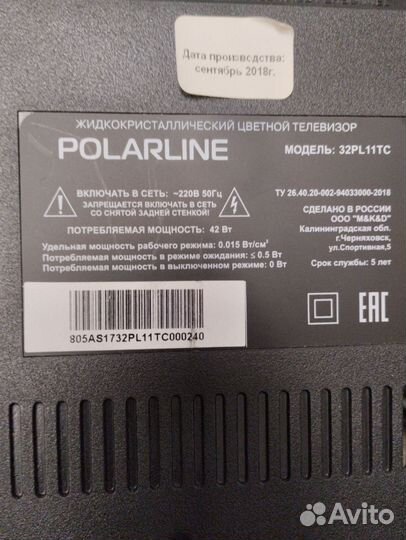 Дата производства:
сентябрь 2018г.
ЖИДКОКРИСТАЛЛИЧЕСКИЙ ЦВЕТНОЙ ТЕЛЕВИЗОР
POLARLINE
МОДЕЛЬ: 32PL11TC
ВКЛЮЧАТЬ В СЕТЬ: ~220В 50Гц
ЗАПРЕЩАЕТСЯ ВКЛЮЧАТЬ В СЕТЬ
СО СНЯТОЙ ЗАДНЕЙ СТЕНКОЙ!
ПОТРЕБЛЯЕМАЯ МОЩНОСТЬ: 42 Вт
Удельная мощность рабочего режима: 0.015 Вт/см²
Потребляемая мощность в режиме ожидания: ≤ 0.5 Вт
Потребляемая мощность в выключенном режиме: 0 Вт
ТУ 26.40.20-002-94033000-2018
СДЕЛАНО В РОССИИ
ООО "M&K&D"
Калининградская обл.
г.Черняховск,
ул.Спортивная,5
Срок службы: 5 лет
805AS1732PL11TC000240
EAC
Avito